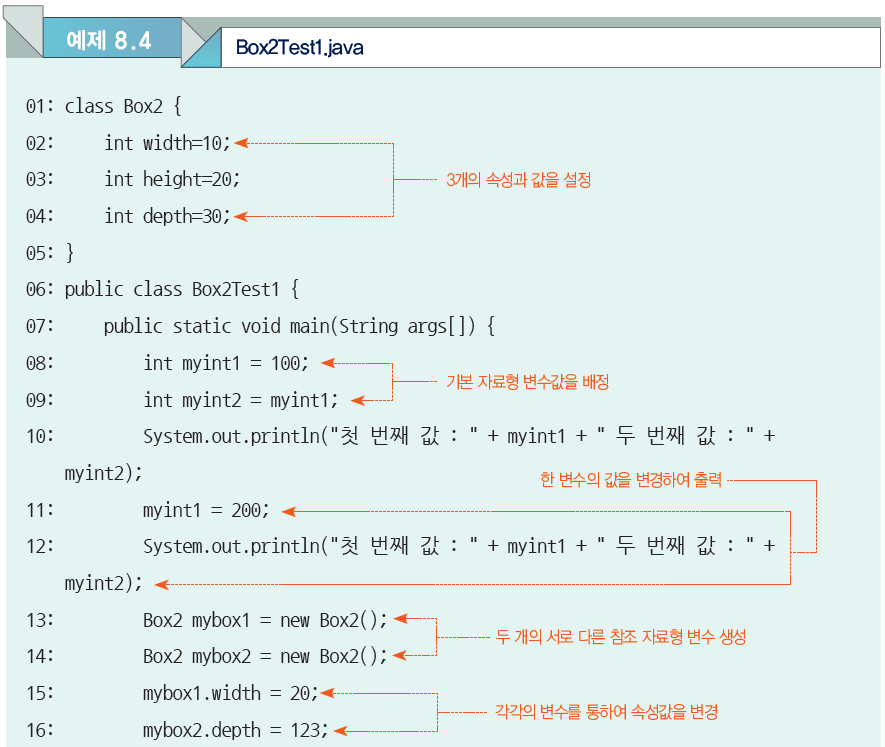 예제 8.4
Box2Test1.java
01: class Box2 {
02:     int width=10;
03:     int height=20;
3개의 속성과 값을 설정
04:     int depth=30;
05: }
06: public class Box2Test1 {
07:     public static void main(String args[]) {
08:         int myint1 = 100;
기본 자료형 변수값을 배정
09:         int myint2 = myint1;
10:         System.out.println("첫 번째 값 : " + myint1 + " 두 번째 값 : " +
myint2);
한 변수의 값을 변경하여 출력
11:         myint1 = 200;
12:         System.out.println("첫 번째 값 : " + myint1 + " 두 번째 값 : " +
myint2);
13:         Box2 mybox1 = new Box2();
두 개의 서로 다른 참조 자료형 변수 생성
14:         Box2 mybox2 = new Box2();
15:         mybox1.width = 20;
각각의 변수를 통하여 속성값을 변경
16:         mybox2.depth = 123;